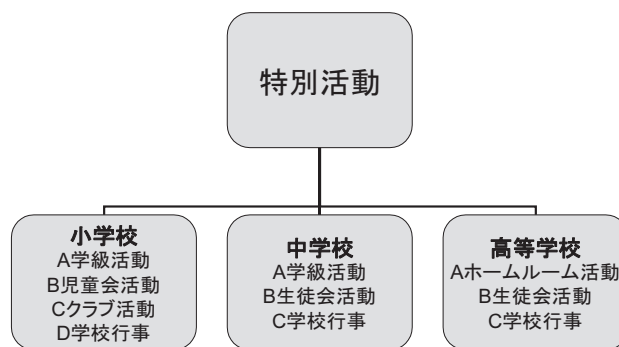 特別活動
小学校
A学級活動
B児童会活動
Cクラブ活動
D学校行事
中学校
A学級活動
B生徒会活動
C学校行事
高等学校
Aホームルーム活動
B生徒会活動
C学校行事